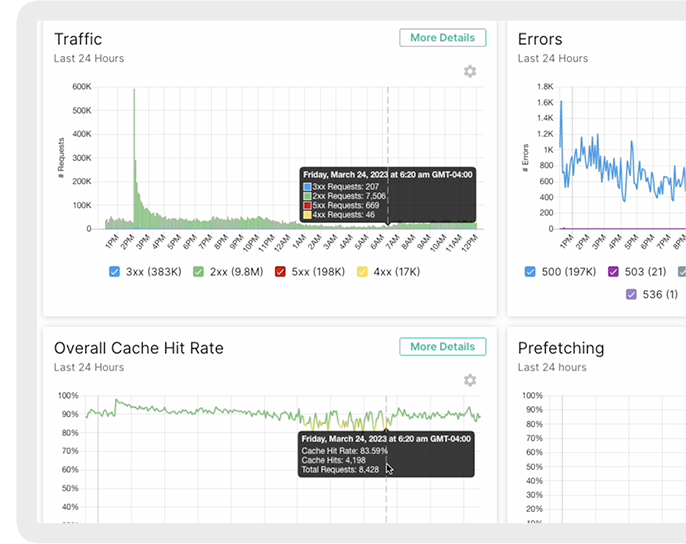 Traffic
More Details
Last 24 Hours
600K
500K
400K
300K
200K
100K
0
# Requests
Friday, March 24, 2023 at 6:20 am GMT-04:00
3xx Requests: 207
2xx Requests: 7,506
5xx Requests: 669
4xx Requests: 46
1PM 2PM 3PM 4PM 5PM 6PM 7PM 8PM 9PM 10PM 11PM 12AM 1AM 2AM 3AM 4AM 5AM 6AM 7AM 8AM 9AM 10AM 11AM 12PM
3xx (383K) 2xx (9.8M) 5xx (198K) 4xx (17K)
Errors
Last 24 Hours
1.8K
1.6K
1.4K
1.2K
1K
800
600
400
200
0
# Errors
1PM 2PM 3PM 4PM 5PM 6PM 7PM 8PM
500 (197K) 503 (21)
536 (1)
Overall Cache Hit Rate
More Details
Last 24 Hours
100%
90%
80%
70%
60%
50%
40%
30%
Friday, March 24, 2023 at 6:20 am GMT-04:00
Cache Hit Rate: 83.59%
Cache Hits: 4,198
Total Requests: 8,428
Prefetching
Last 24 hours
100%
90%
80%
70%
60%
50%
40%
30%
20%
10%